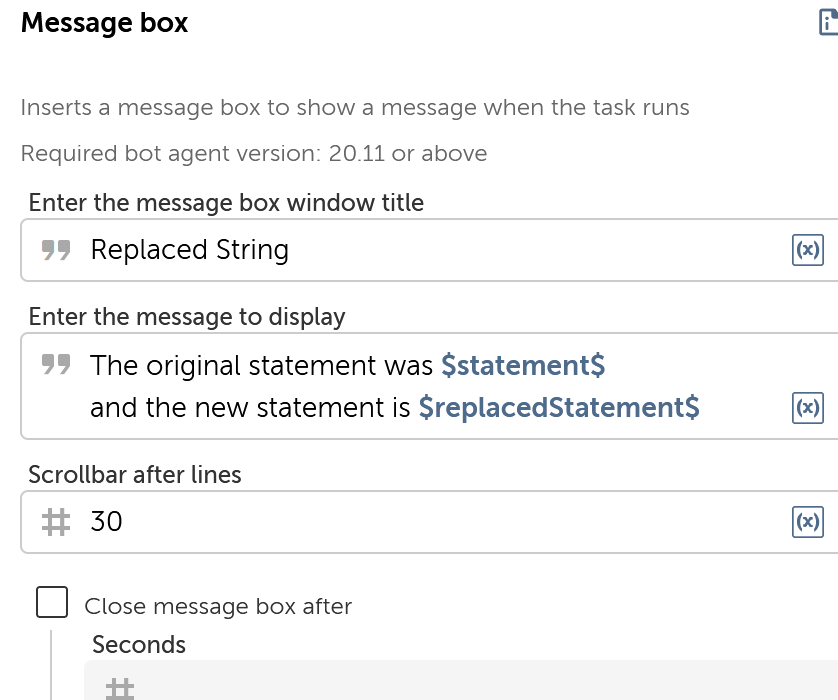 Message box
Inserts a message box to show a message when the task runs
Required bot agent version: 20.11 or above
Enter the message box window title
Replaced String
(x)
Enter the message to display
The original statement was $statement$
and the new statement is $replacedStatement$
(x)
Scrollbar after lines
# 30
(x)
Close message box after
Seconds
#